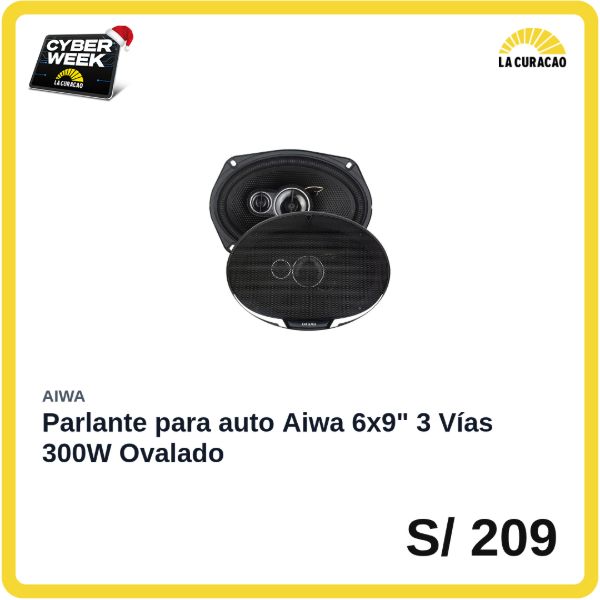 CYBER
WEEK
LA CURACAO
LA CURACAO
AIWA
Parlante para auto Aiwa 6x9" 3 Vías
300W Ovalado
S/ 209